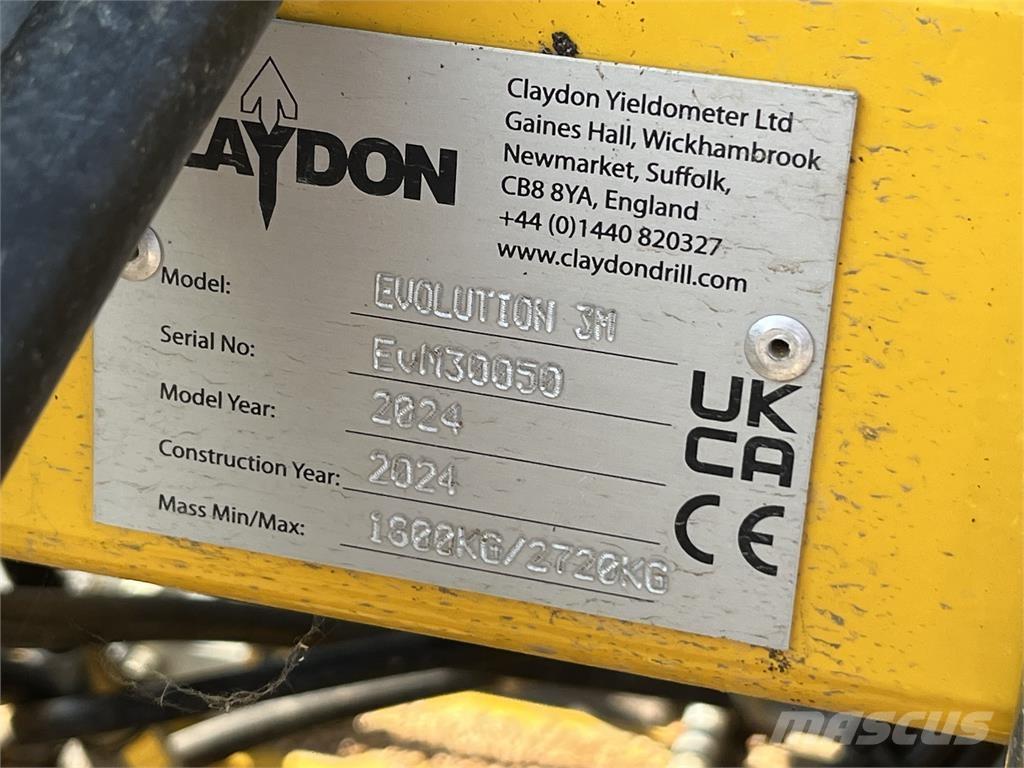 LAYDON
Claydon Yieldometer Ltd
Gaines Hall, Wickhambrook
Newmarket, Suffolk,
CB8 8YA, England
+44 (0)1440 820327
www.claydondrill.com
Model: EVOLUTION 3M
Serial No: EvM30050
Model Year: 2024
Construction Year: 2024
Mass Min/Max: 1800KG/2720KG
UK
CA
CE
MASCUS